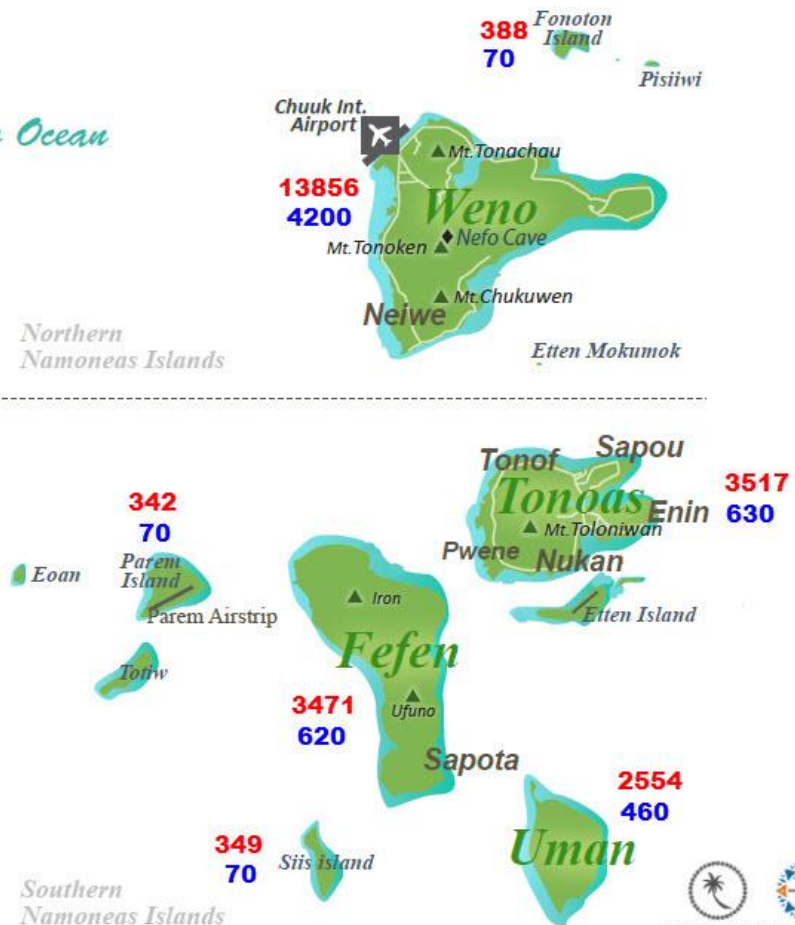 Fonoton
Island
388
70
Pisiiwi
Ocean
Chuuk Int.
Airport
Mt.Tonachau
13856
4200
Weno
Nefo Cave
Mt.Tonoken
Mt.Chukuwen
Neiwe
Northern
Namoneas Islands
Etten Mokumok
Tonof
Sapou
Tonoas
3517
630
Enin
Mt.Toloniwan
Pwene
Nukan
342
70
Parem
Island
Eoan
Parem Airstrip
Etten Island
Iron
Totiw
Fefen
3471
620
Ufuno
Sapota
2554
460
Uman
349
70
Siis island
Southern
Namoneas Islands